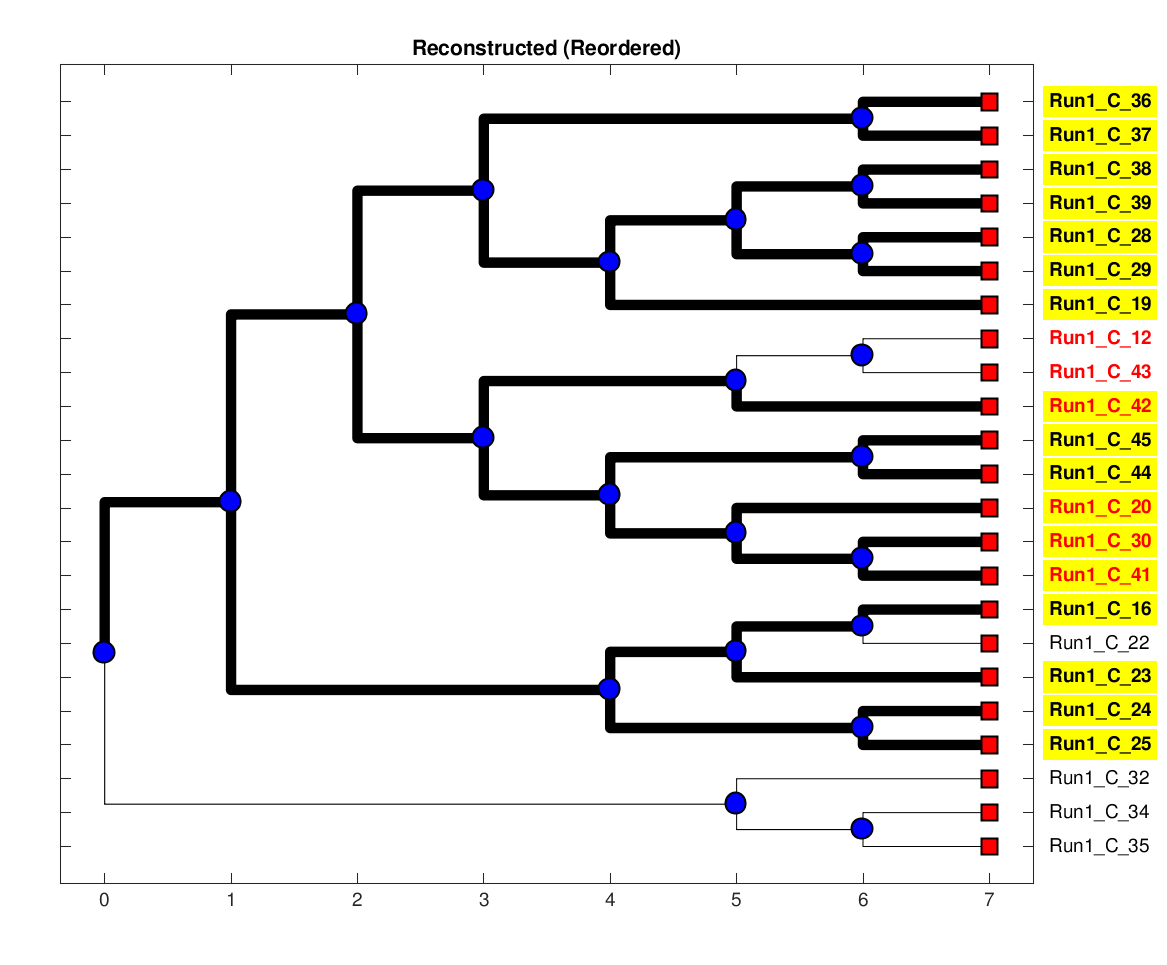 Reconstructed (Reordered)
Run1_C_36
Run1_C_37
Run1_C_38
Run1_C_39
Run1_C_28
Run1_C_29
Run1_C_19
Run1_C_12
Run1_C_43
Run1_C_42
Run1_C_45
Run1_C_44
Run1_C_20
Run1_C_30
Run1_C_41
Run1_C_16
Run1_C_22
Run1_C_23
Run1_C_24
Run1_C_25
Run1_C_32
Run1_C_34
Run1_C_35
0 1 2 3 4 5 6 7